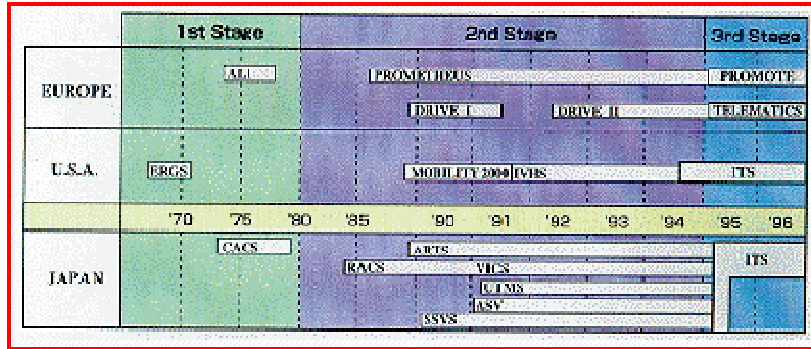 1st Stage 2nd Stage 3rd Stage
EUROPE ALI PROMETHEUS PROMOTE
DRIVE I DRIVE II TELEMATICS
U.S.A. ERGS MOBILITY 2000 IVHS ITS
'70 '75 '80 '85 '90 '91 '92 '93 '94 '95 '96
CACS ARTS
JAPAN RACS VICS ITS
UTMS
ASV
SSVS